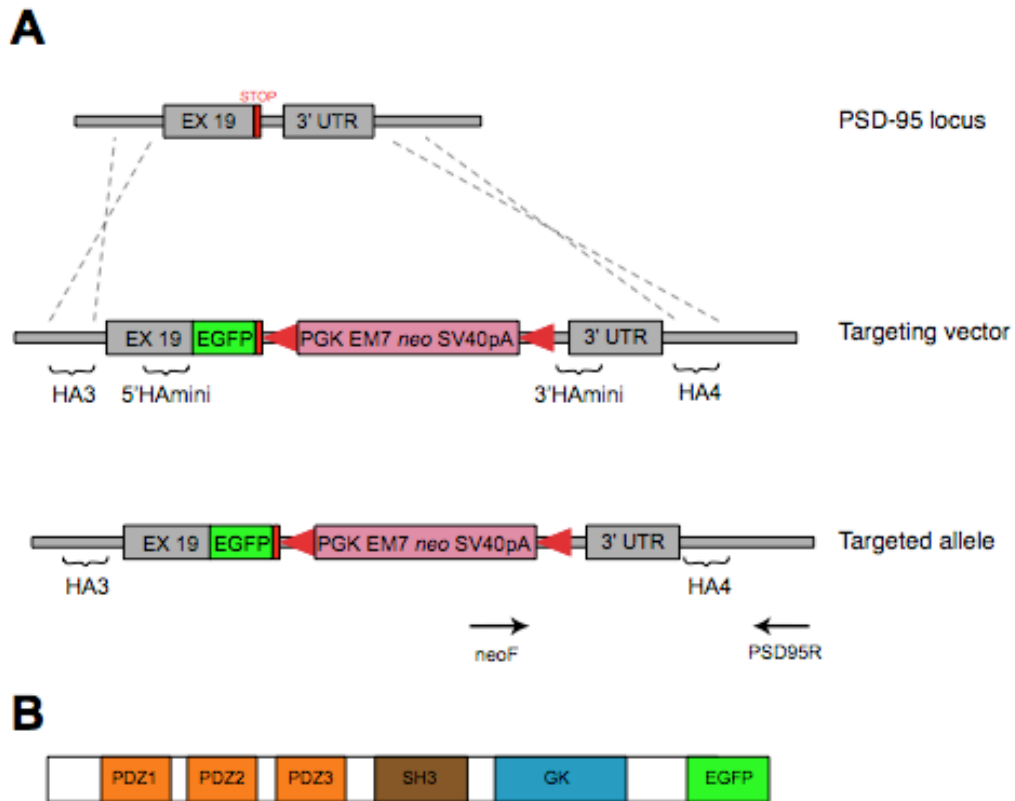 A
STOP
EX 19
3' UTR
PSD-95 locus
EX 19
EGFP
PGK EM7 neo SV40pA
3' UTR
Targeting vector
HA3
5'HAmini
3'HAmini
HA4
EX 19
EGFP
PGK EM7 neo SV40pA
3' UTR
Targeted allele
HA3
HA4
neoF
PSD95R
B
PDZ1
PDZ2
PDZ3
SH3
GK
EGFP